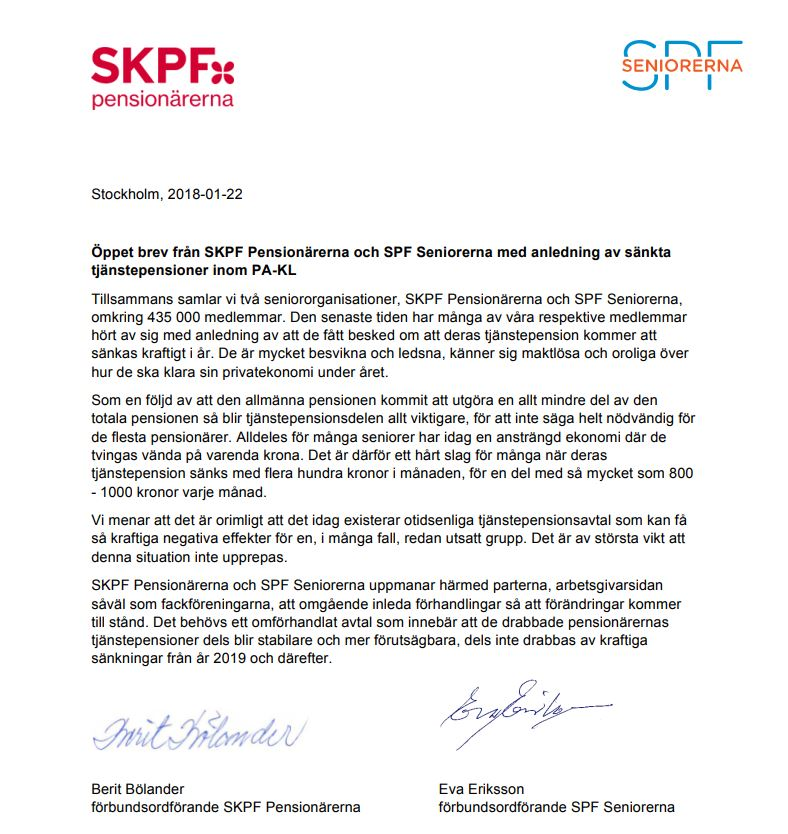 SKPF
pensionärerna
SPF
SENIORERNA
Stockholm, 2018-01-22
Öppet brev från SKPF Pensionärerna och SPF Seniorerna med anledning av sänkta
tjänstepensioner inom PA-KL
Tillsammans samlar vi två seniororganisationer, SKPF Pensionärerna och SPF Seniorerna,
omkring 435 000 medlemmar. Den senaste tiden har många av våra respektive medlemmar
hört av sig med anledning av att de fått besked om att deras tjänstepension kommer att
sänkas kraftigt i år. De är mycket besvikna och ledsna, känner sig maktlösa och oroliga över
hur de ska klara sin privatekonomi under året.
Som en följd av att den allmänna pensionen kommit att utgöra en allt mindre del av den
totala pensionen så blir tjänstepensionsdelen allt viktigare, för att inte säga helt nödvändig för
de flesta pensionärer. Alldeles för många seniorer har idag en ansträngd ekonomi där de
tvingas vända på varenda krona. Det är därför ett hårt slag för många när deras
tjänstepension sänks med flera hundra kronor i månaden, för en del med så mycket som 800
- 1000 kronor varje månad.
Vi menar att det är orimligt att det idag existerar otidsenliga tjänstepensionsavtal som kan få
så kraftiga negativa effekter för en, i många fall, redan utsatt grupp. Det är av största vikt att
denna situation inte upprepas.
SKPF Pensionärerna och SPF Seniorerna uppmanar härmed parterna, arbetsgivarsidan
såväl som fackföreningarna, att omgående inleda förhandlingar så att förändringar kommer
till stånd. Det behövs ett omförhandlat avtal som innebär att de drabbade pensionärernas
tjänstepensioner dels blir stabilare och mer förutsägbara, dels inte drabbas av kraftiga
sänkningar från år 2019 och därefter.
Berit Bölander
Eva Eriksson
Berit Bölander
förbundsordförande SKPF Pensionärerna
Eva Eriksson
förbundsordförande SPF Seniorerna